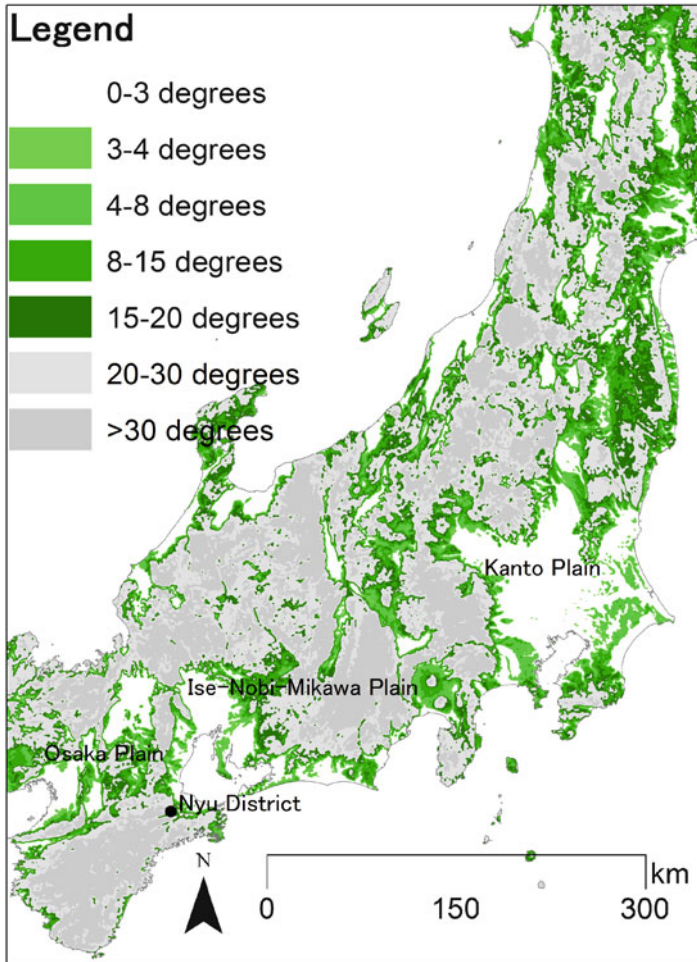 Legend
0-3 degrees
3-4 degrees
4-8 degrees
8-15 degrees
15-20 degrees
20-30 degrees
>30 degrees
Kanto Plain
Ise-Nobi-Mikawa Plain
Osaka Plain
Nyu District
N
km
0 150 300